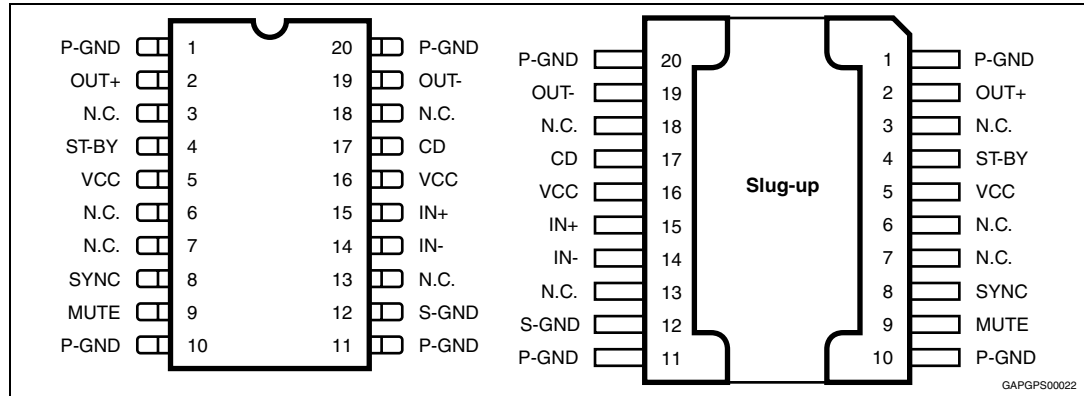 P-GND 1 20 P-GND
OUT+ 2 19 OUT-
N.C. 3 18 N.C.
ST-BY 4 17 CD
VCC 5 16 VCC
N.C. 6 15 IN+
N.C. 7 14 IN-
SYNC 8 13 N.C.
MUTE 9 12 S-GND
P-GND 10 11 P-GND
P-GND 20 1 P-GND
OUT- 19 2 OUT+
N.C. 18 3 N.C.
CD 17 4 ST-BY
VCC 16 Slug-up 5 VCC
IN+ 15 6 N.C.
IN- 14 7 N.C.
N.C. 13 8 SYNC
S-GND 12 9 MUTE
P-GND 11 10 P-GND
GAPGPS00022